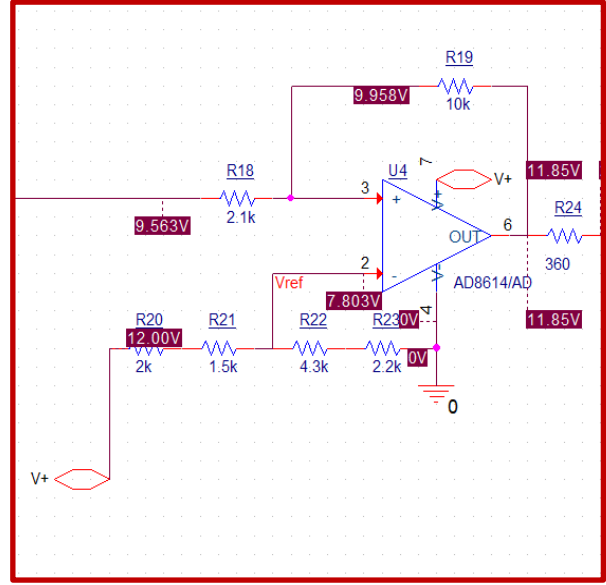 R19
9.958V
10k
R18
U4
7
V+
11.85V
3
+
V+
R24
2.1k
6
OUT
9.563V
2
-
V-
360
Vref
AD8614/AD
7.803V
4
R20
R21
R22
R23
0V
11.85V
12.00V
0V
2k
1.5k
4.3k
2.2k
0
V+